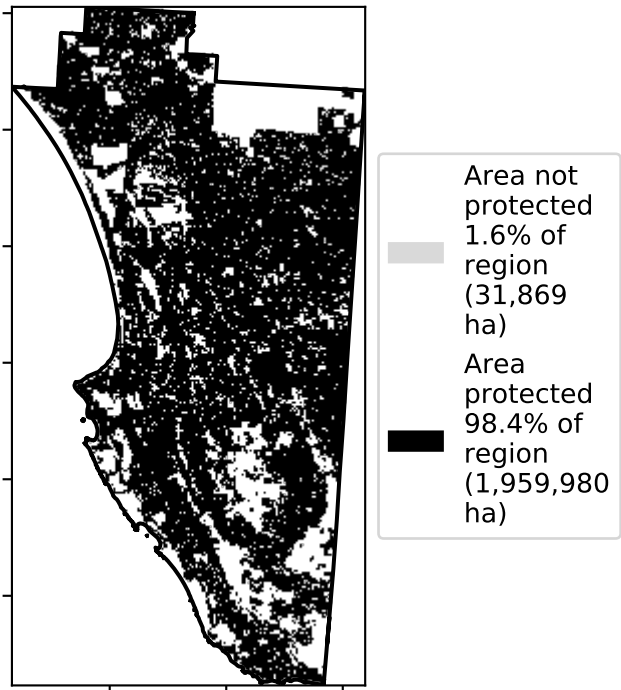 Area not
protected
1.6% of
region
(31,869
ha)
Area
protected
98.4% of
region
(1,959,980
ha)